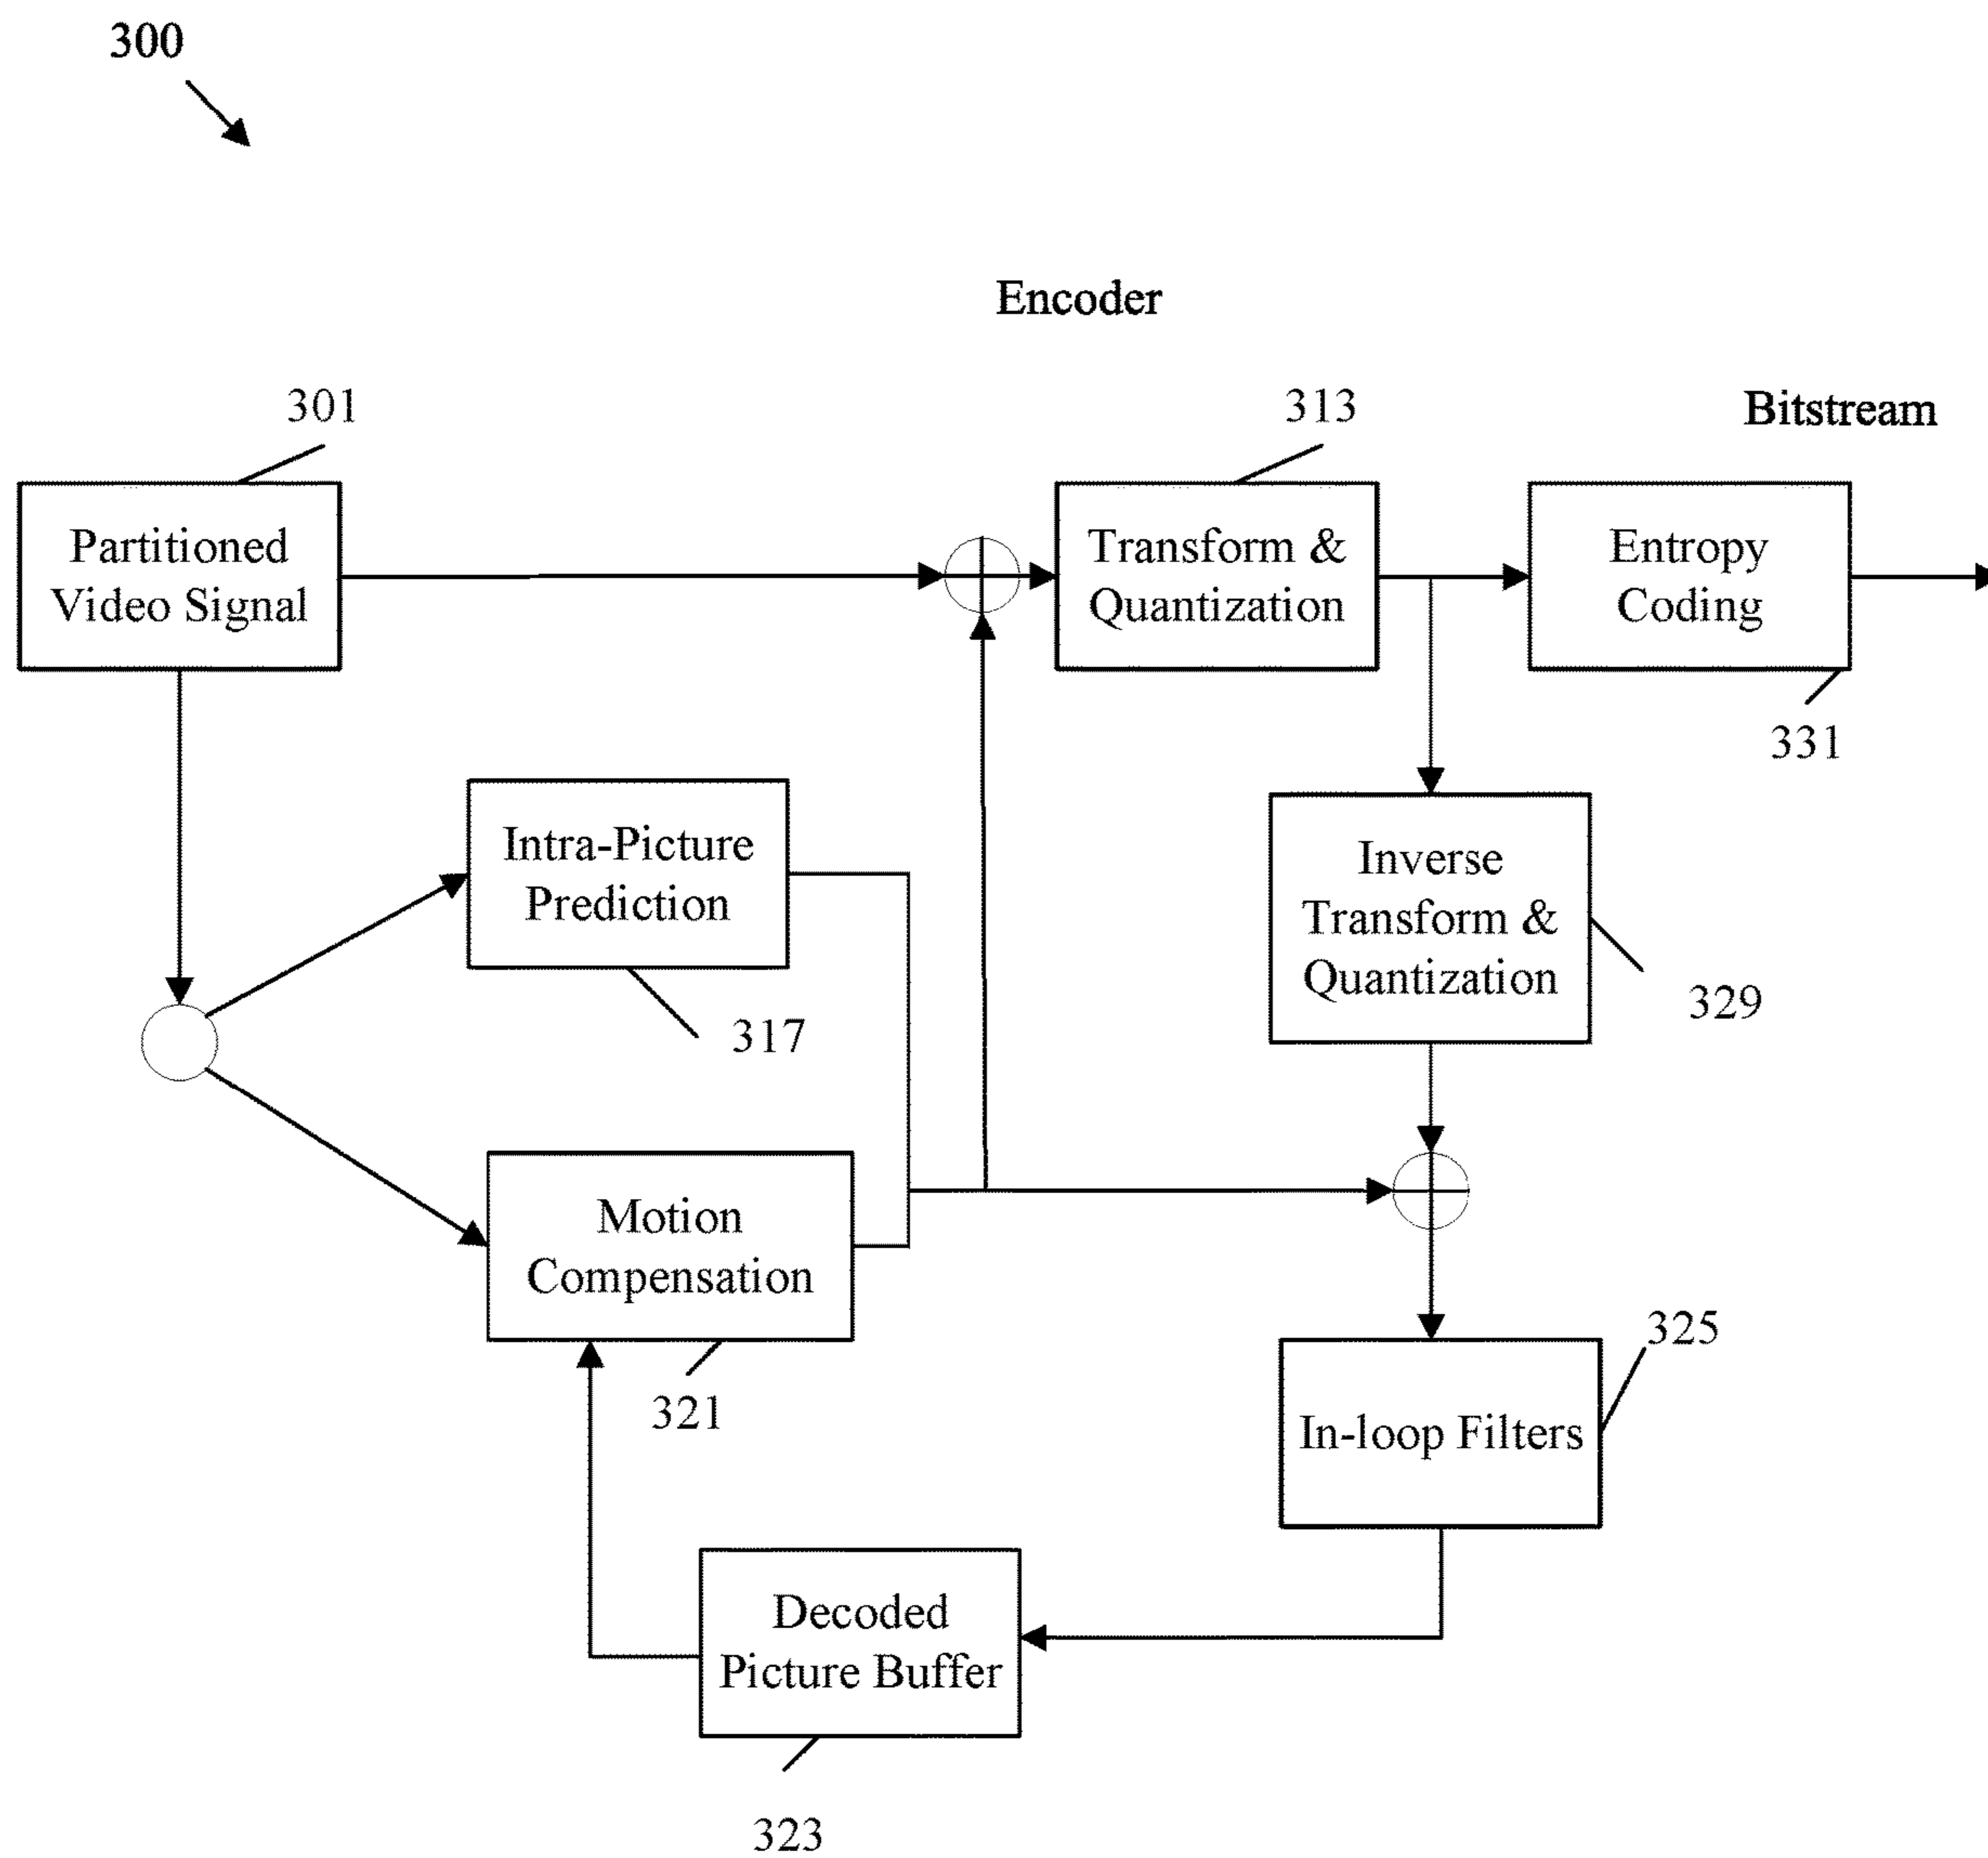 300
Encoder
301
313
Bitstream
Partitioned
Video Signal
Transform &
Quantization
Entropy
Coding
331
Intra-Picture
Prediction
317
Inverse
Transform &
Quantization
329
Motion
Compensation
321
325
In-loop Filters
Decoded
Picture Buffer
323